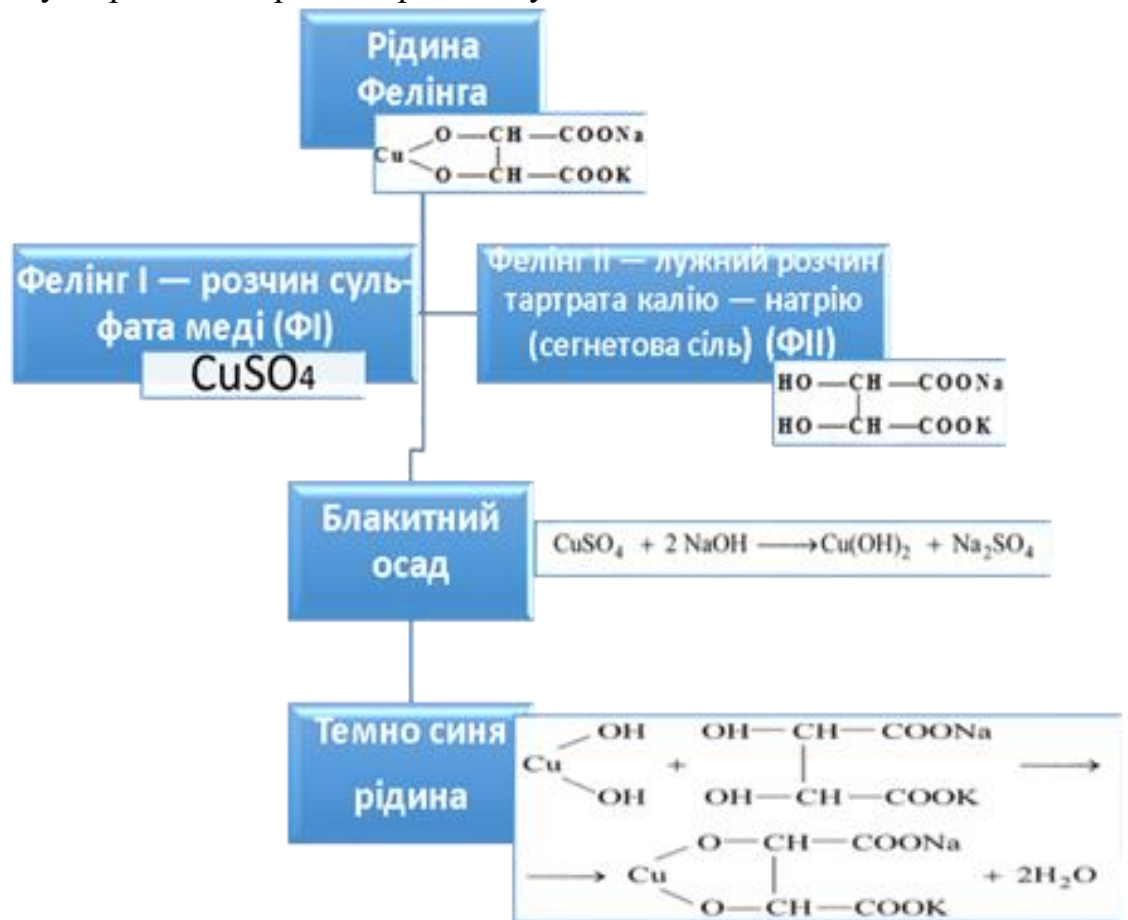 Рідина
Фелінга
O—CH—COONa
Cu
O—CH—COOK
Фелінг І — розчин суль-
фата меді (ФІ)
CuSO4
Фелінг ІІ — лужний розчин
тартрата калію — натрію
(сегнетова сіль) (ФІІ)
HO—CH—COONa
HO—CH—COOK
Блакитний
осад
CuSO₄ + 2 NaOH ⟶ Cu(OH)₂ + Na₂SO₄
Темно синя
рідина
OH OH—CH—COONa
Cu + ⟶
OH OH—CH—COOK
O—CH—COONa
⟶ Cu + 2H₂O
O—CH—COOK